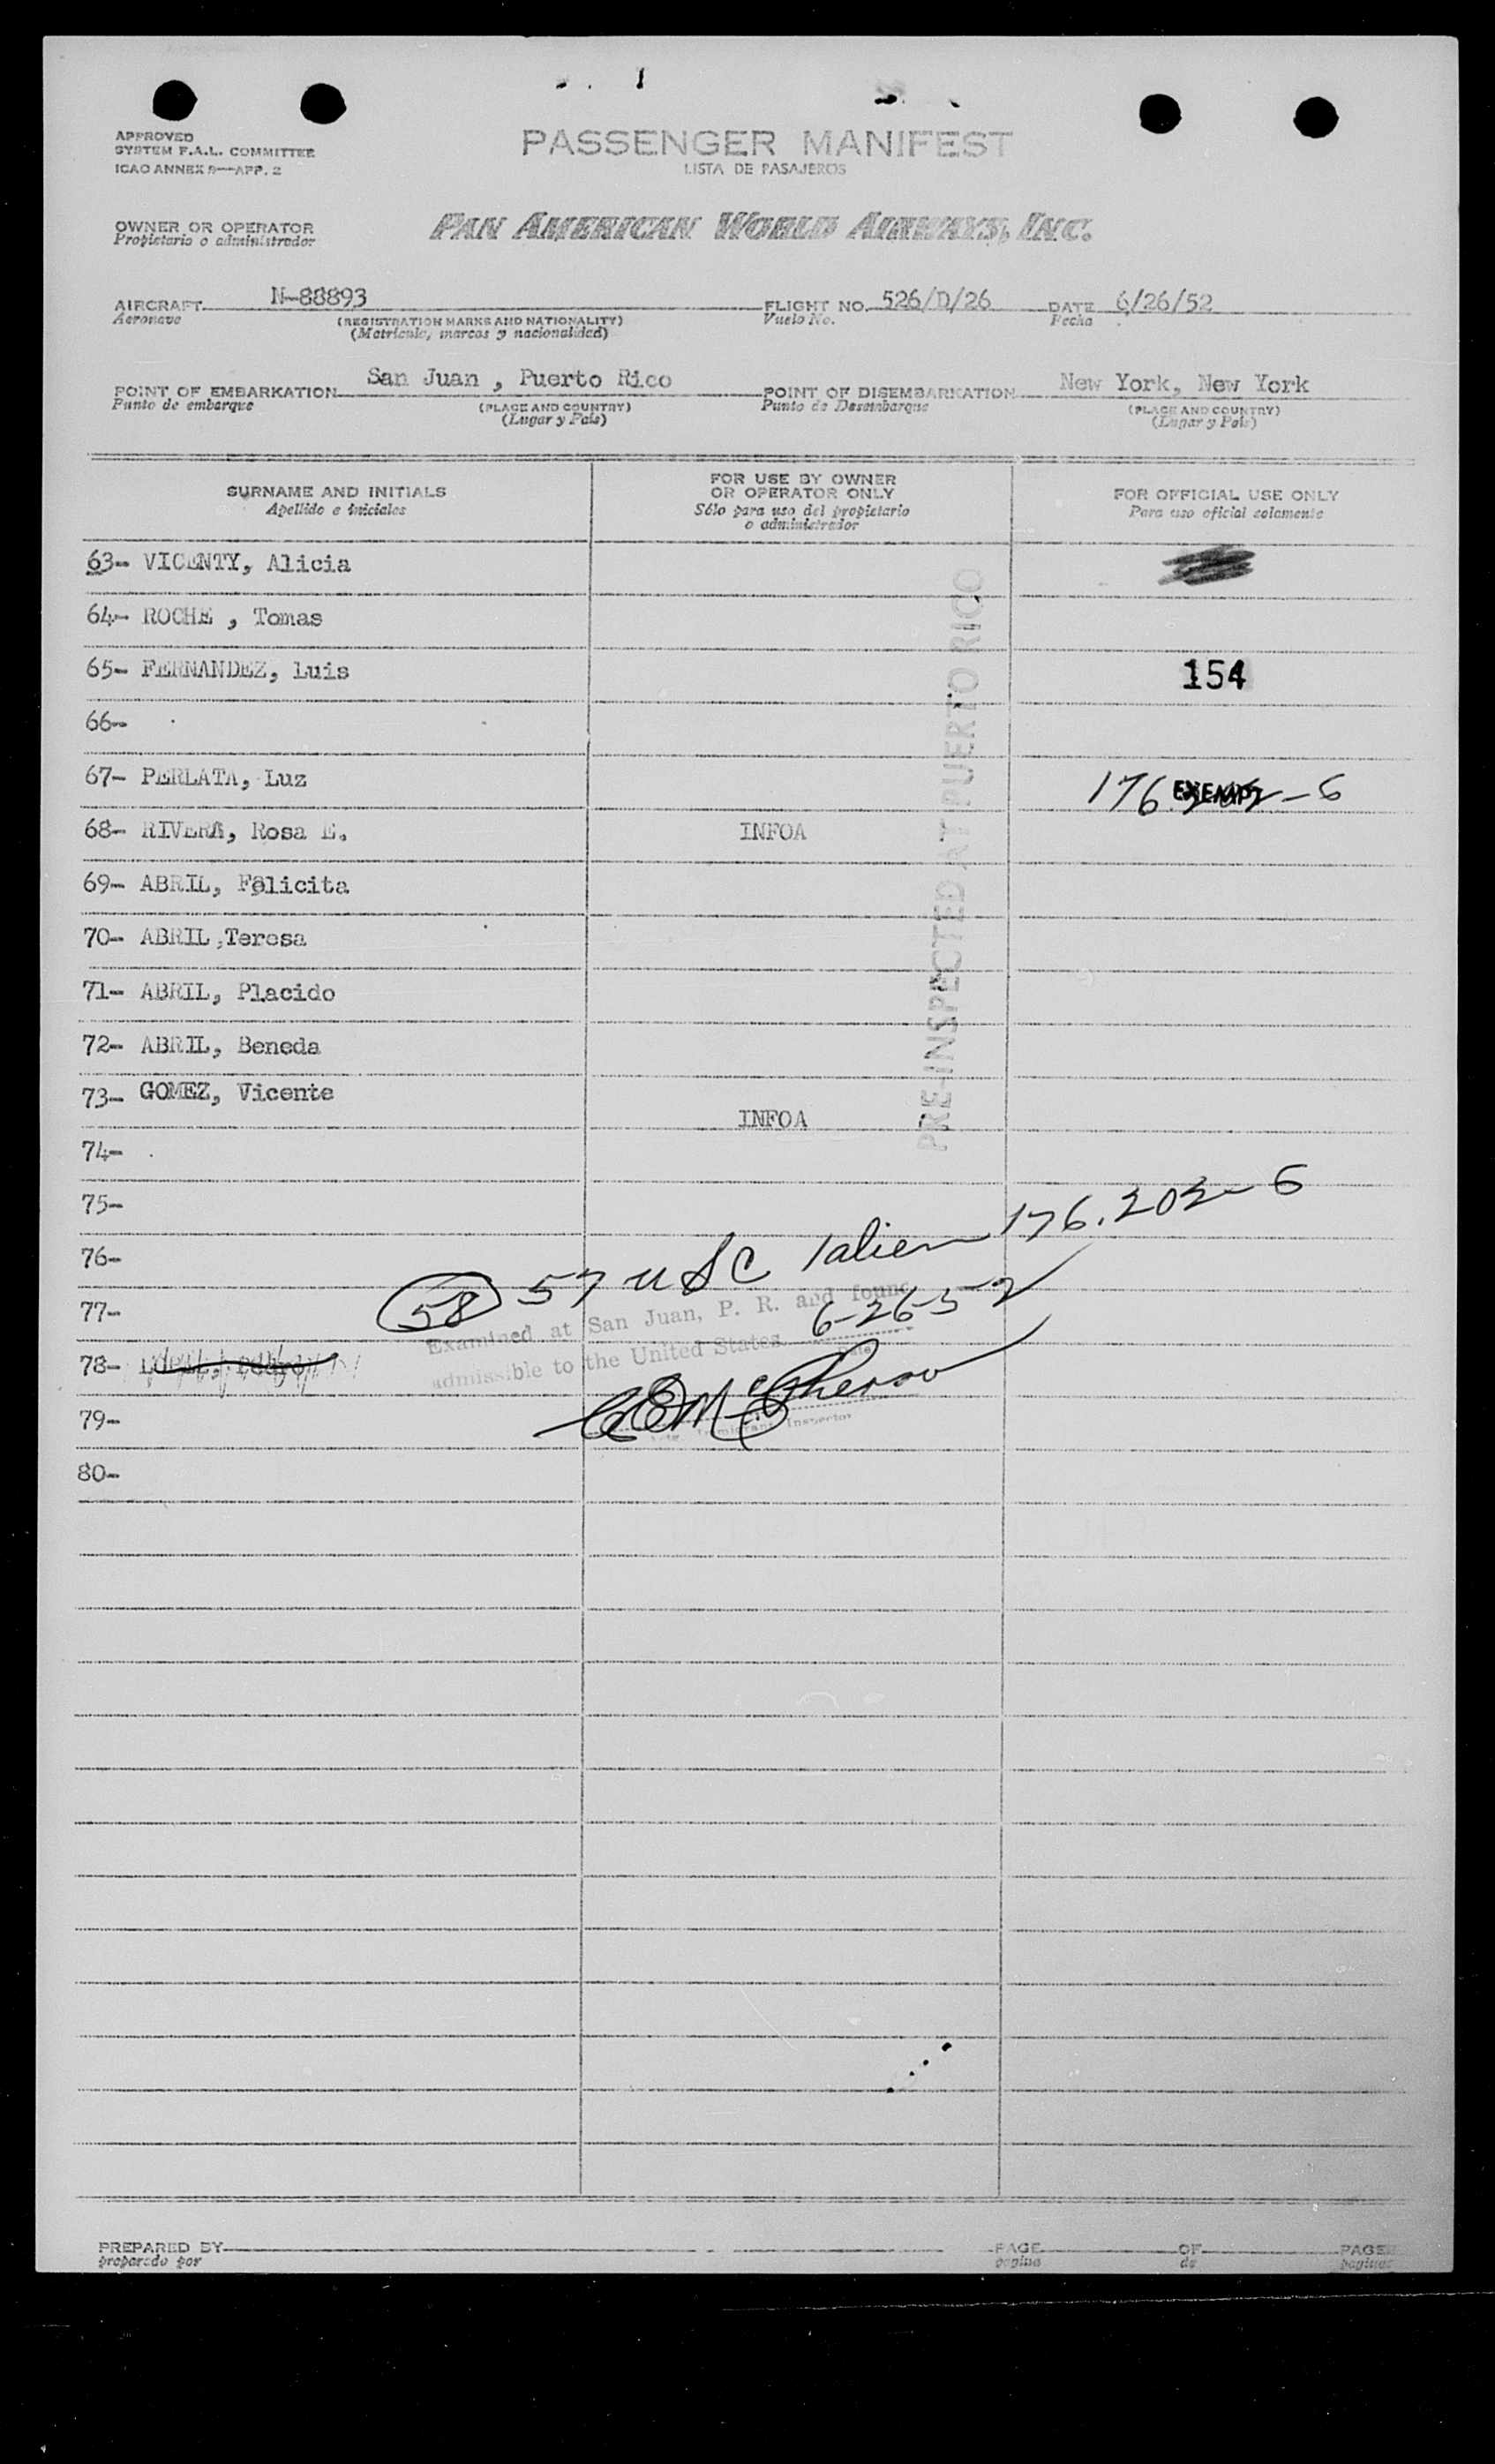 APPROVED
SYSTEM F.A.L. COMMITTEE
ICAO ANNEX 9—APP. 2
PASSENGER MANIFEST
LISTA DE PASAJEROS
OWNER OR OPERATOR
Propietario o administrador
PAN AMERICAN WORLD AIRWAYS, INC.
AIRCRAFT N-88893 FLIGHT NO. 526/D/26 DATE 6/26/52
Aeronave (REGISTRATION MARKS AND NATIONALITY) Vuelo No. Fecha
(Matricula, marcas y nacionalidad)
POINT OF EMBARKATION San Juan , Puerto Rico POINT OF DISEMBARKATION New York, New York
Punto de embarque (PLACE AND COUNTRY) Punto de Desembarque (PLACE AND COUNTRY)
(Lugar y País) (Lugar y País)
SURNAME AND INITIALS
Apellido e iniciales
FOR USE BY OWNER
OR OPERATOR ONLY
Sólo para uso del propietario
o administrador
FOR OFFICIAL USE ONLY
Para uso oficial solamente
63- VICENTY, Alicia
64- ROCHE , Tomas
65- FERNANDEZ, Luis 154
66-
67- PERLATA, Luz 176. EXEMPT -6
68- RIVERA, Rosa E. INFOA
69- ABRIL, Felicita
70- ABRIL ,Teresa
71- ABRIL, Placido
72- ABRIL, Beneda
73- GOMEZ, Vicente INFOA
PRE-INSPECTED AT PUERTO RICO
74-
75-
76-
58 57 USC 1 alien 176.202-6
77-
Examined at San Juan, P. R. and found
6-26-52
admissible to the United States
78-
79-
C E McPherson
Immigrant Inspector
80-
PREPARED BY PAGE OF PAGES
preparado por pagina de paginas